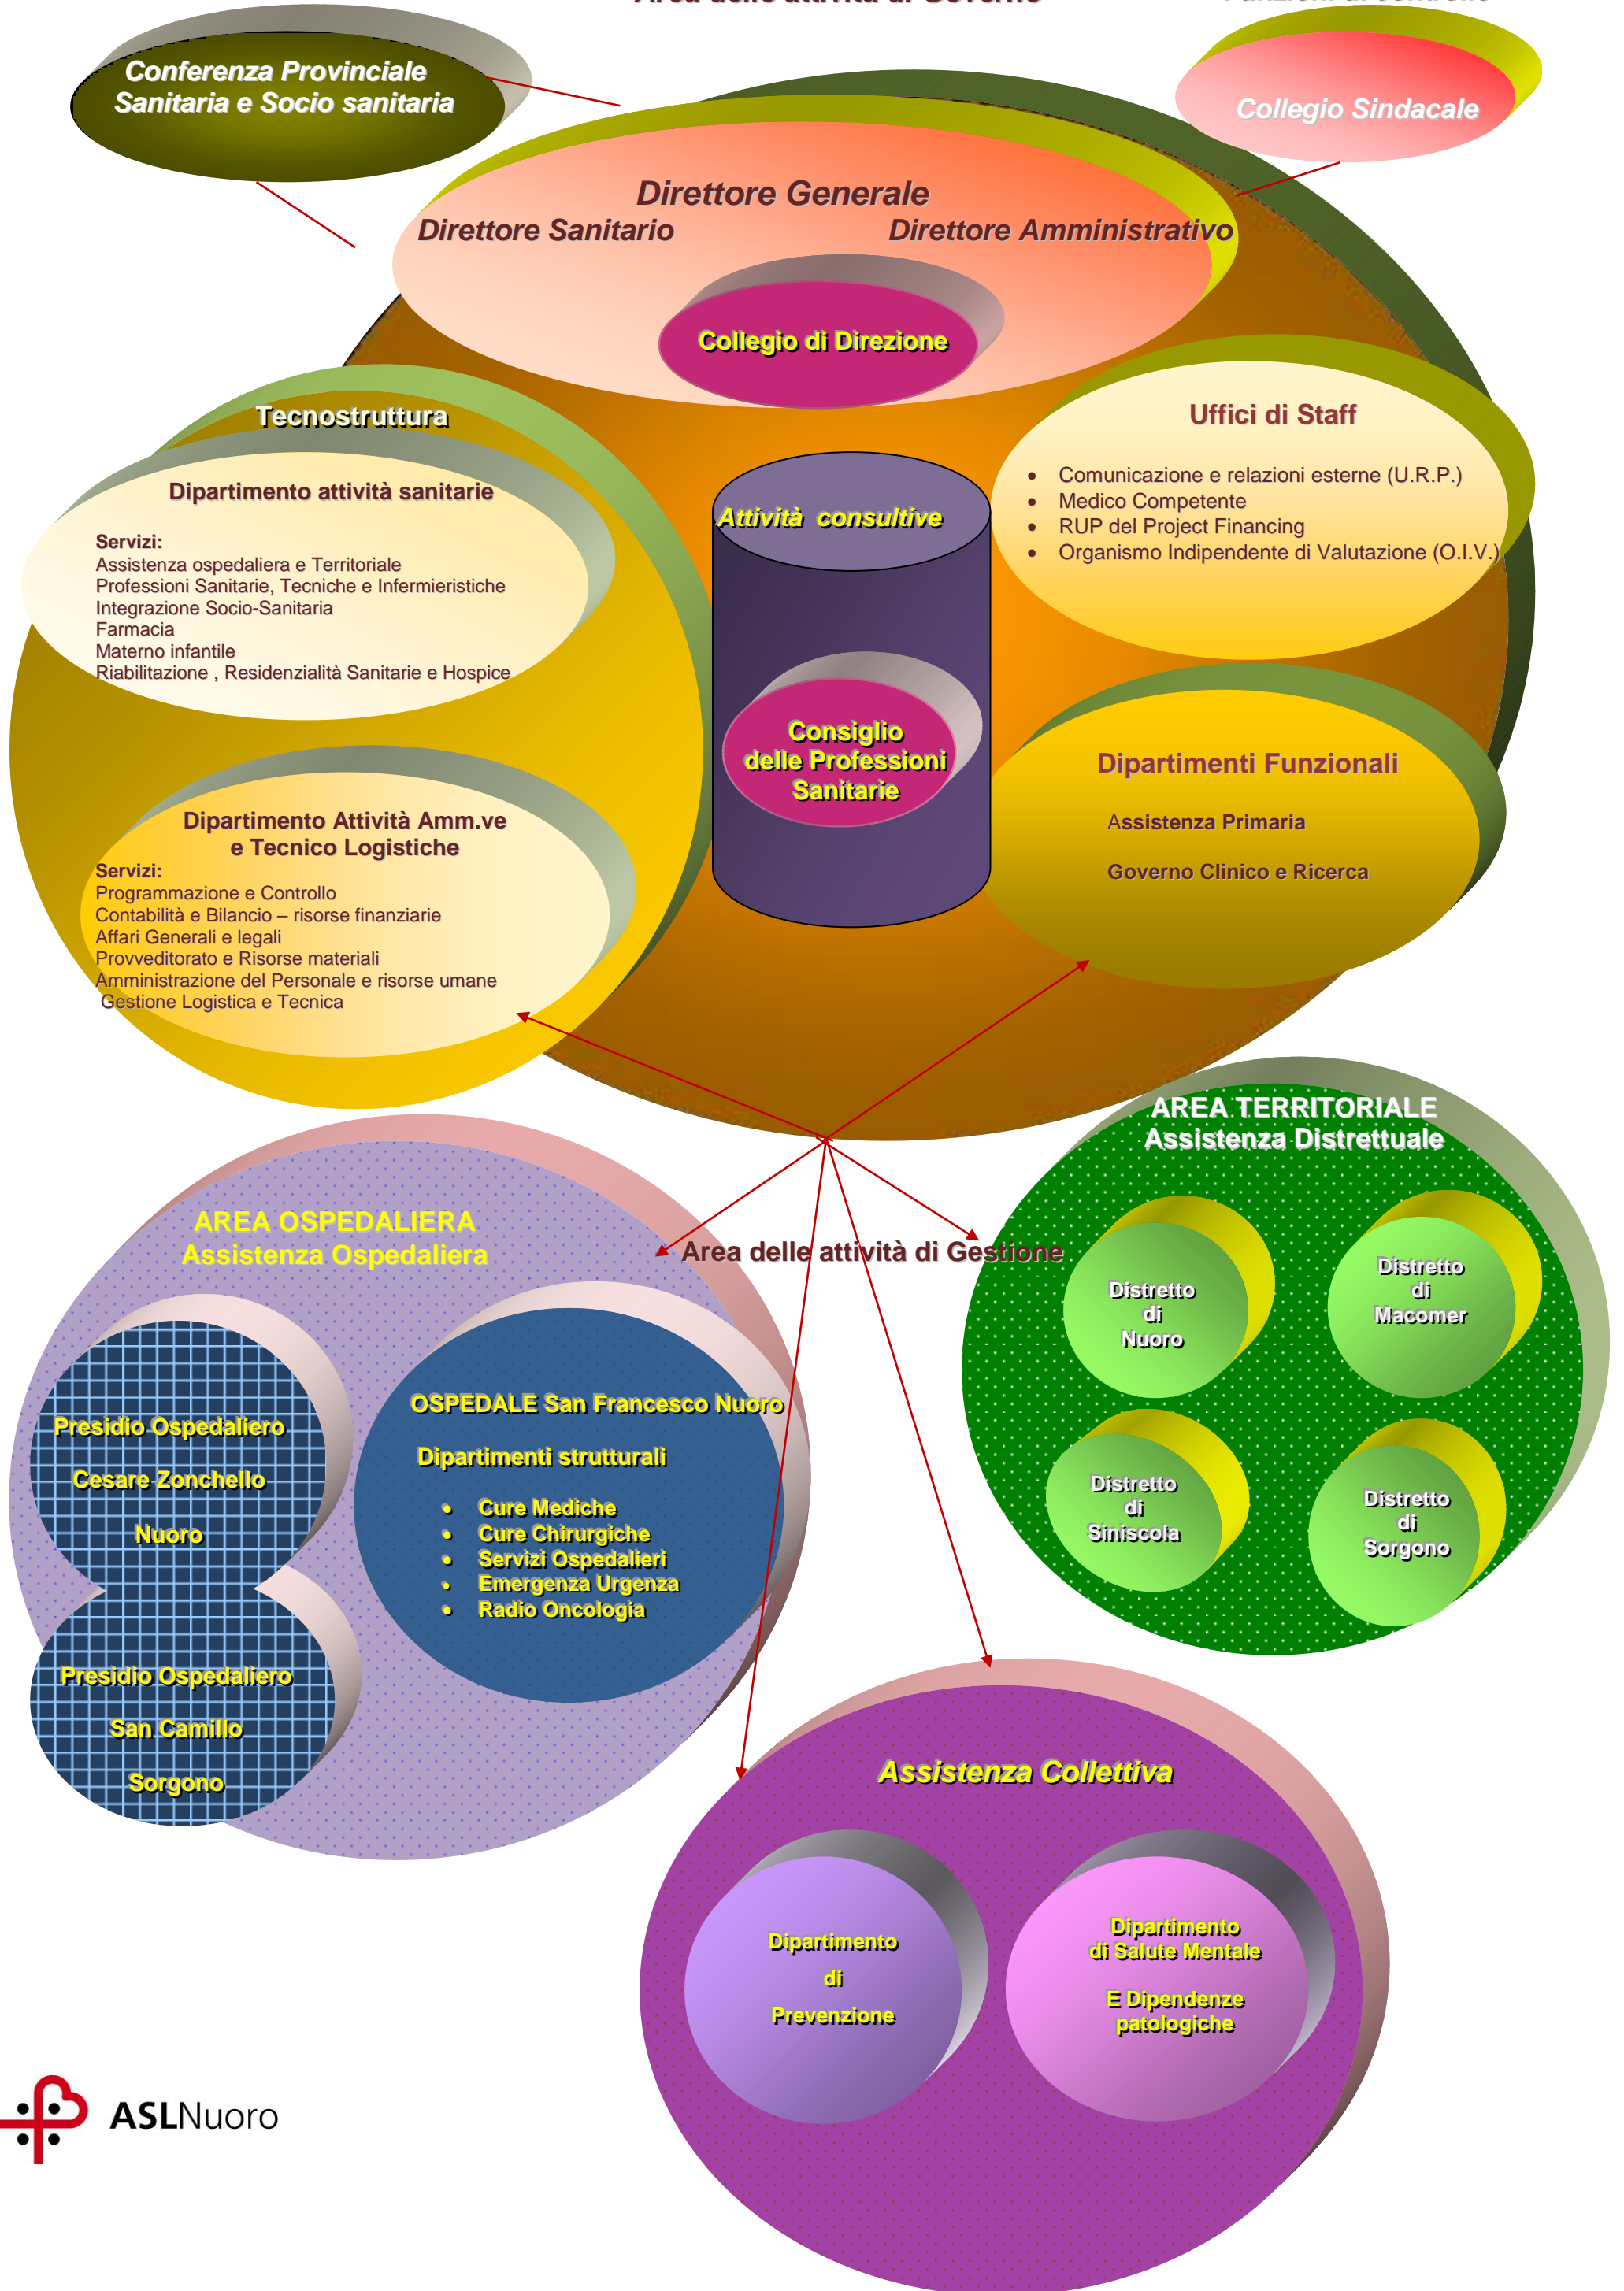 Area delle attività di Governo
Conferenza Provinciale
Sanitaria e Socio sanitaria
Collegio Sindacale
Direttore Generale
Direttore Sanitario Direttore Amministrativo
Collegio di Direzione
Tecnostruttura
Dipartimento attività sanitarie
Servizi:
Assistenza ospedaliera e Territoriale
Professioni Sanitarie, Tecniche e Infermieristiche
Integrazione Socio-Sanitaria
Farmacia
Materno infantile
Riabilitazione , Residenzialità Sanitarie e Hospice
Dipartimento Attività Amm.ve
e Tecnico Logistiche
Servizi:
Programmazione e Controllo
Contabilità e Bilancio – risorse finanziarie
Affari Generali e legali
Provveditorato e Risorse materiali
Amministrazione del Personale e risorse umane
Gestione Logistica e Tecnica
Attività consultive
Consiglio
delle Professioni
Sanitarie
Uffici di Staff
• Comunicazione e relazioni esterne (U.R.P.)
• Medico Competente
• RUP del Project Financing
• Organismo Indipendente di Valutazione (O.I.V.)
Dipartimenti Funzionali
Assistenza Primaria
Governo Clinico e Ricerca
AREA TERRITORIALE
Assistenza Distrettuale
Distretto
di
Nuoro
Distretto
di
Macomer
Distretto
di
Siniscola
Distretto
di
Sorgono
Area delle attività di Gestione
AREA OSPEDALIERA
Assistenza Ospedaliera
Presidio Ospedaliero
Cesare Zonchello
Nuoro
Presidio Ospedaliero
San Camillo
Sorgono
OSPEDALE San Francesco Nuoro
Dipartimenti strutturali
• Cure Mediche
• Cure Chirurgiche
• Servizi Ospedalieri
• Emergenza Urgenza
• Radio Oncologia
Assistenza Collettiva
Dipartimento
di
Prevenzione
Dipartimento
di Salute Mentale
E Dipendenze
patologiche
ASLNuoro